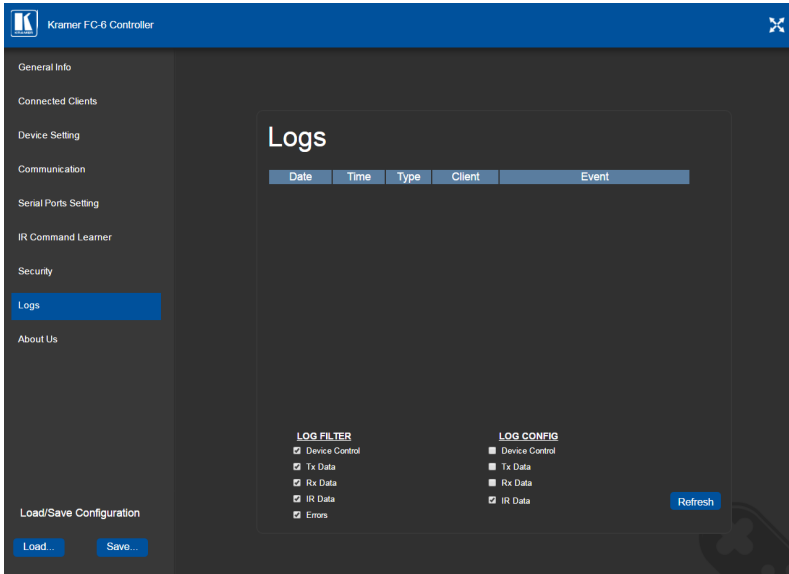 KRAMER
Kramer FC-6 Controller
General Info
Connected Clients
Device Setting
Communication
Serial Ports Setting
IR Command Learner
Security
Logs
About Us
Load/Save Configuration
Load... Save...
Logs
Date Time Type Client Event
LOG FILTER
Device Control
Tx Data
Rx Data
IR Data
Errors
LOG CONFIG
Device Control
Tx Data
Rx Data
IR Data
Refresh